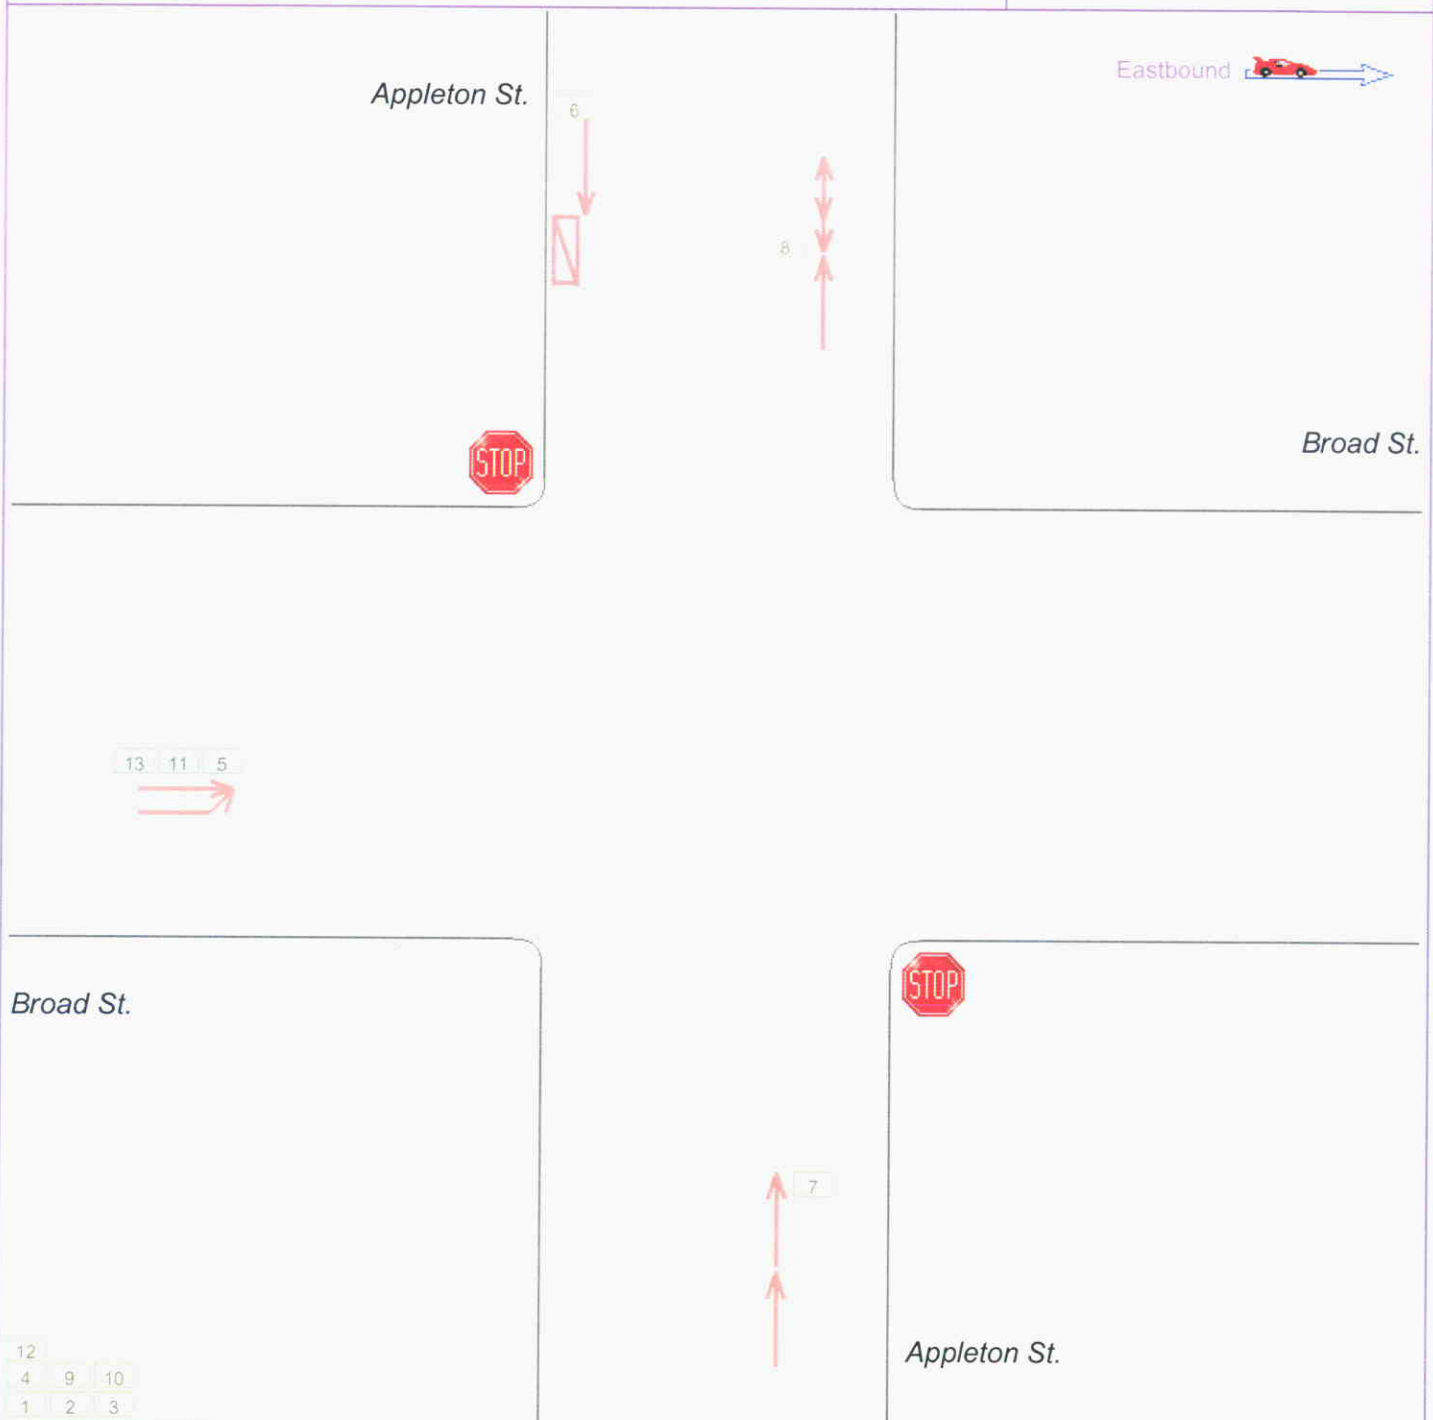 Eastbound
Appleton St.
6
8
Broad St.
STOP
13 11 5
STOP
Broad St.
7
Appleton St.
12
4 9 10
1 2 3